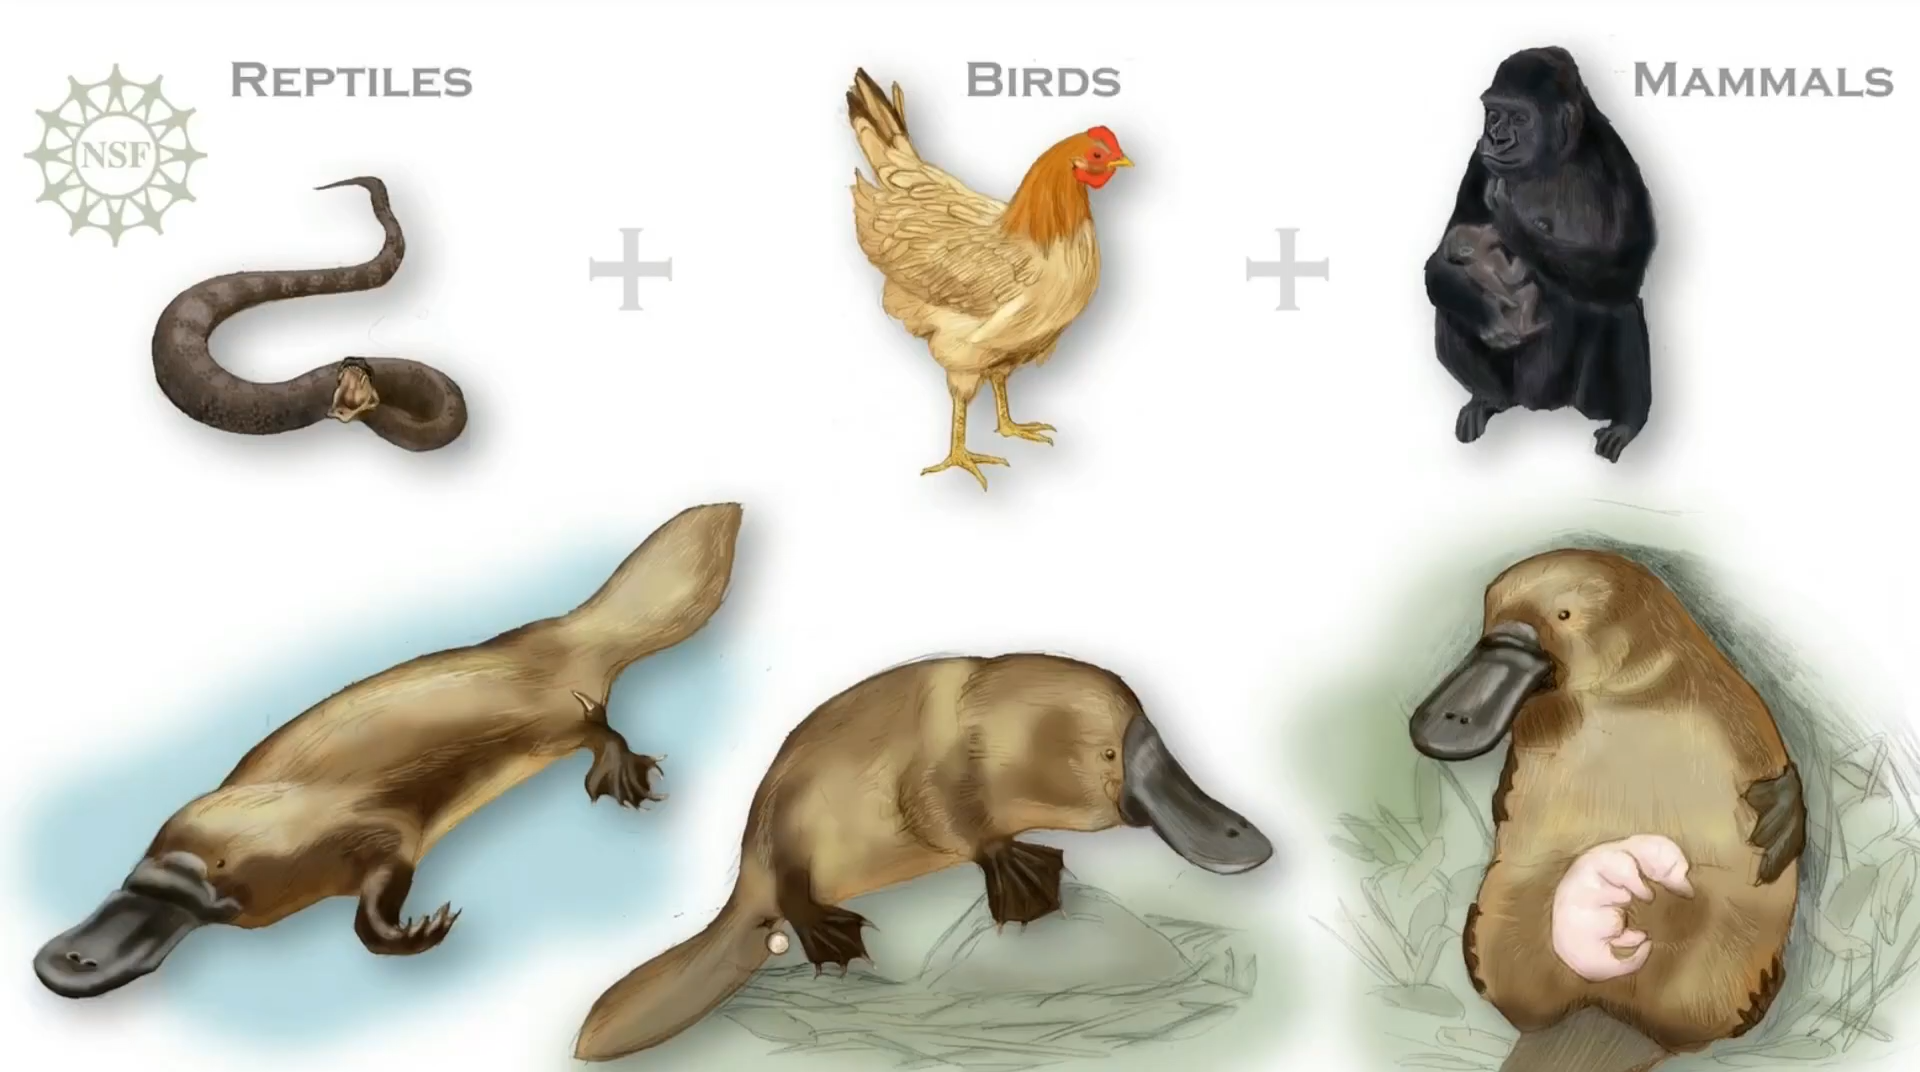 REPTILES
BIRDS
MAMMALS
NSF
+
+